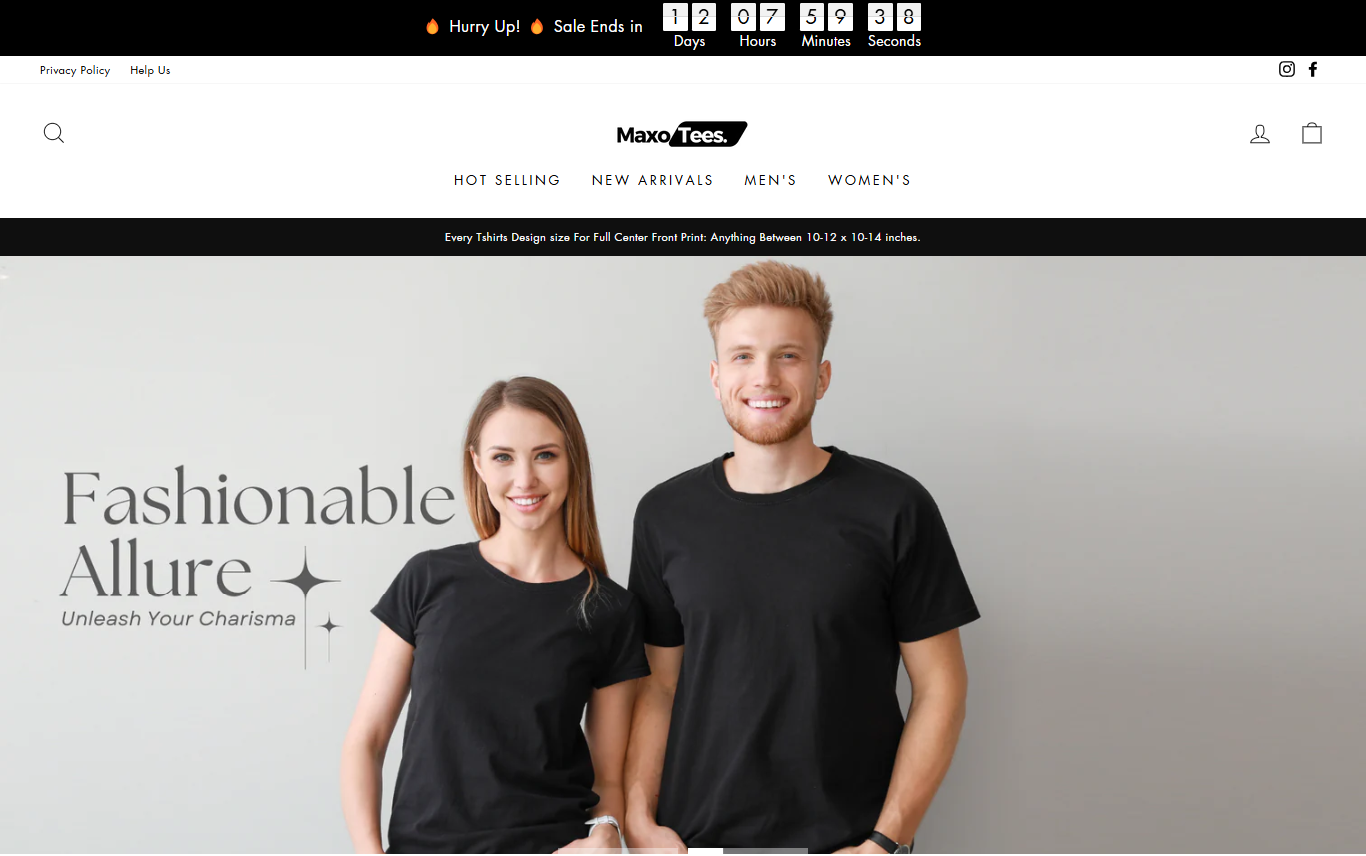 🔥 Hurry Up! 🔥 Sale Ends in
12 07 59 38
Days Hours Minutes Seconds
Privacy Policy Help Us
Maxo Tees.
HOT SELLING NEW ARRIVALS MEN'S WOMEN'S
Every Tshirts Design size For Full Center Front Print: Anything Between 10-12 x 10-14 inches.
Fashionable
Allure
Unleash Your Charisma